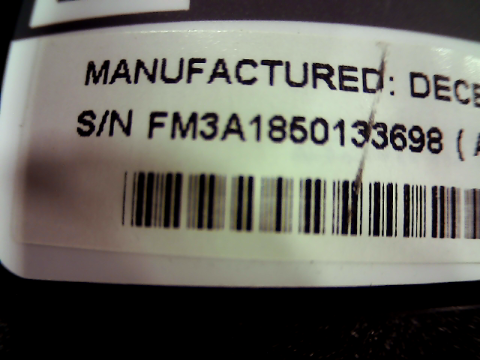 MANUFACTURED: DECE
S/N FM3A1850133698 (